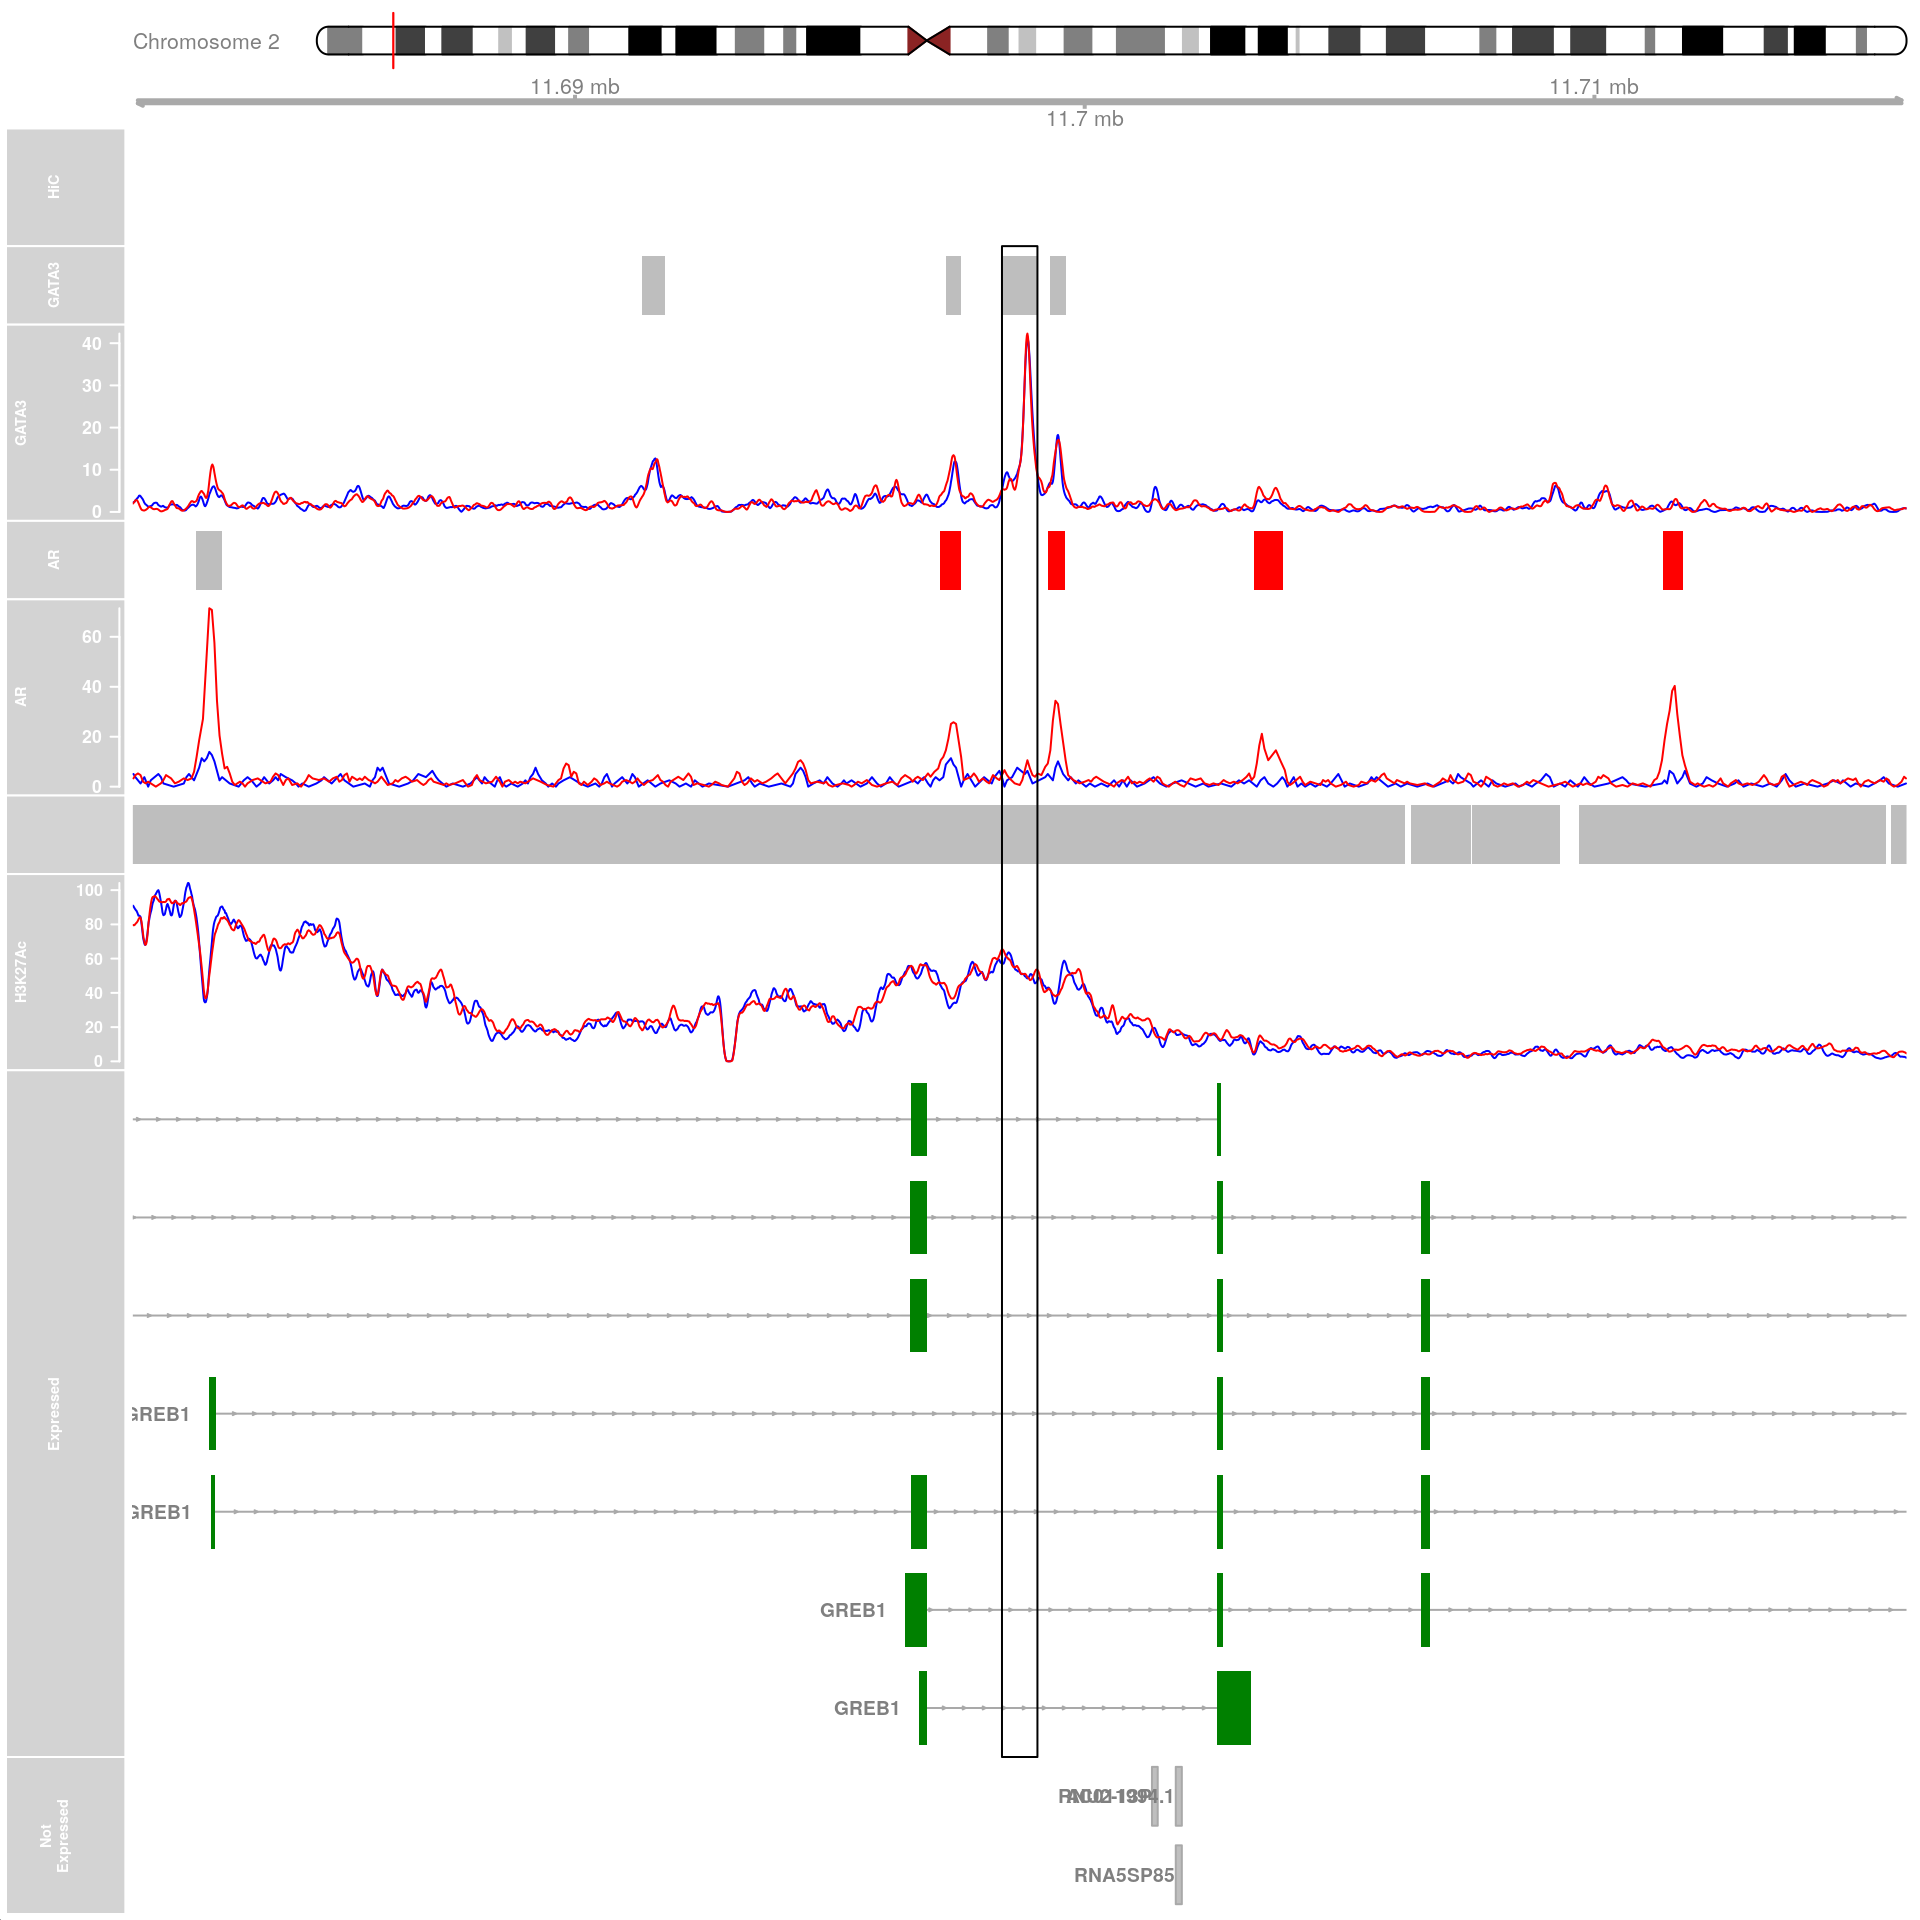 Chromosome 2
11.69 mb
11.71 mb
11.7 mb
HiC
GATA3
GATA3
40
30
20
10
0
AR
AR
60
40
20
0
H3K27Ac
100
80
60
40
20
0
Expressed
GREB1
GREB1
GREB1
GREB1
Not
Expressed
RNA5SP85